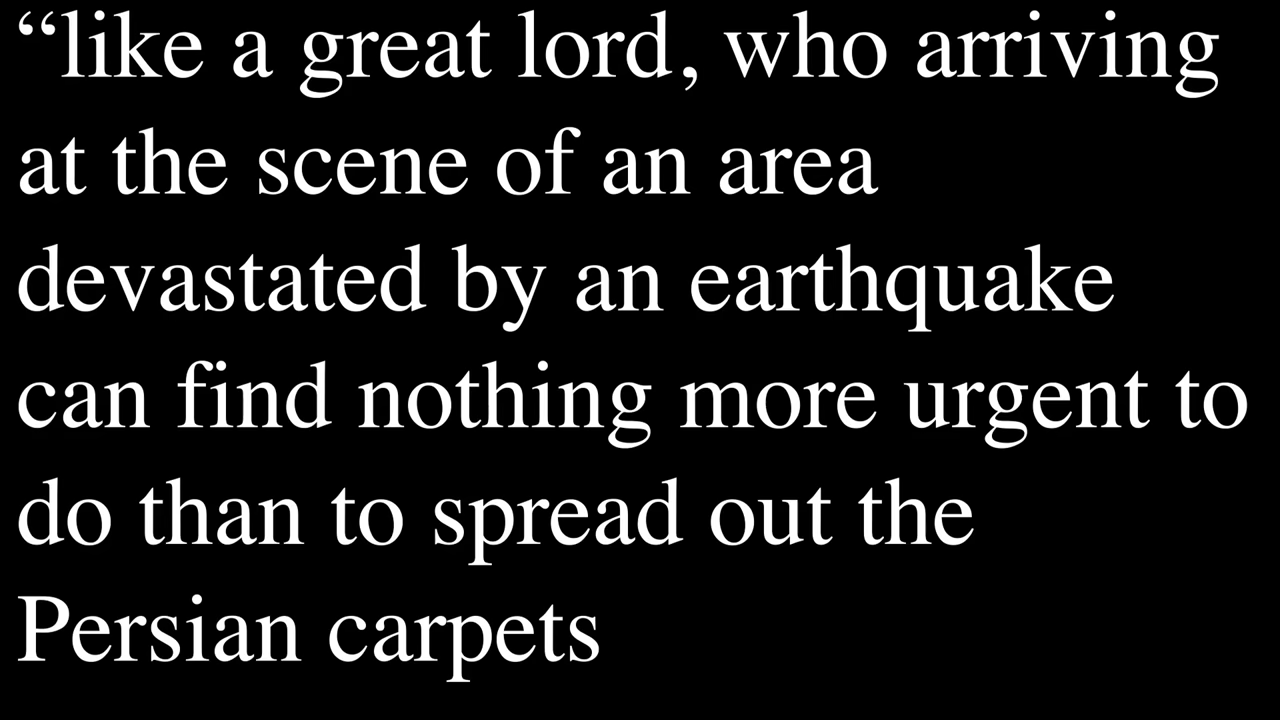 “like a great lord, who arriving
at the scene of an area
devastated by an earthquake
can find nothing more urgent to
do than to spread out the
Persian carpets